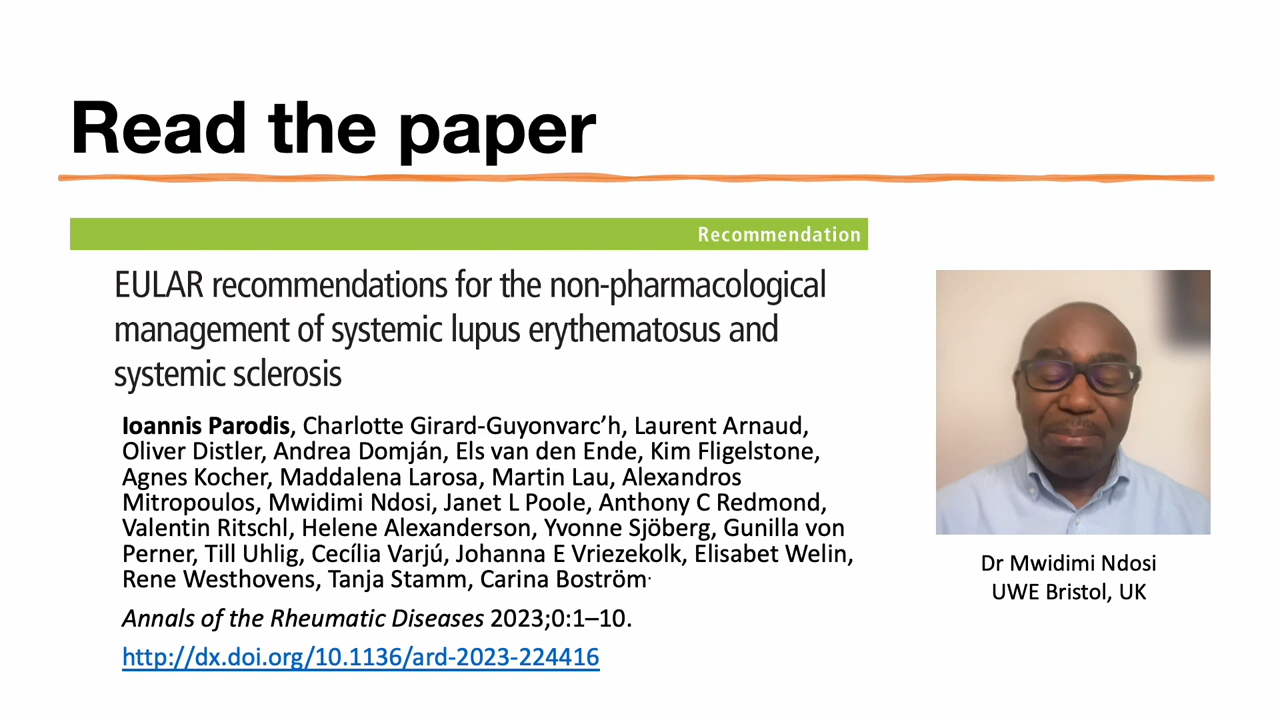 Read the paper
Recommendation
EULAR recommendations for the non-pharmacological
management of systemic lupus erythematosus and
systemic sclerosis
Ioannis Parodis, Charlotte Girard-Guyonvarc’h, Laurent Arnaud,
Oliver Distler, Andrea Domján, Els van den Ende, Kim Fligelstone,
Agnes Kocher, Maddalena Larosa, Martin Lau, Alexandros
Mitropoulos, Mwidimi Ndosi, Janet L Poole, Anthony C Redmond,
Valentin Ritschl, Helene Alexanderson, Yvonne Sjöberg, Gunilla von
Perner, Till Uhlig, Cecília Varjú, Johanna E Vriezekolk, Elisabet Welin,
Rene Westhovens, Tanja Stamm, Carina Boström.
Annals of the Rheumatic Diseases 2023;0:1–10.
http://dx.doi.org/10.1136/ard-2023-224416
Dr Mwidimi Ndosi
UWE Bristol, UK